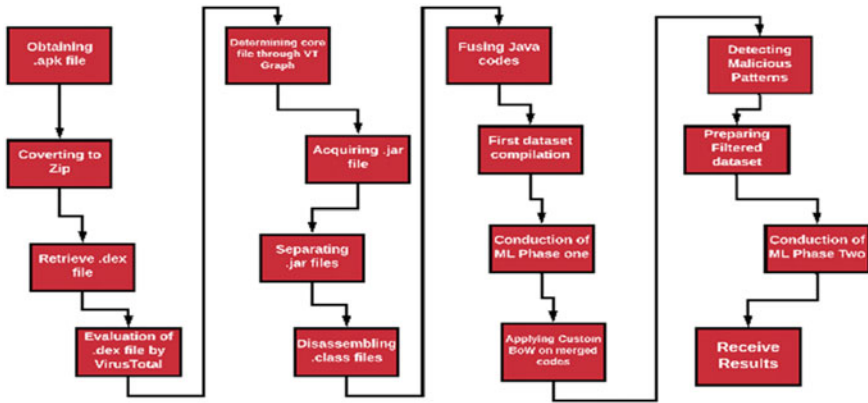 Obtaining
.apk file
Coverting to
Zip
Retrieve .dex
file
Evaluation of
.dex file by
VirusTotal
Determining core
file through VT
Graph
Acquiring .jar
file
Separating
.jar files
Disassembling
.class files
Fusing Java
codes
First dataset
compilation
Conduction of
ML Phase one
Applying Custom
BoW on merged
codes
Detecting
Malicious
Patterns
Preparing
Filtered
dataset
Conduction of
ML Phase Two
Receive
Results